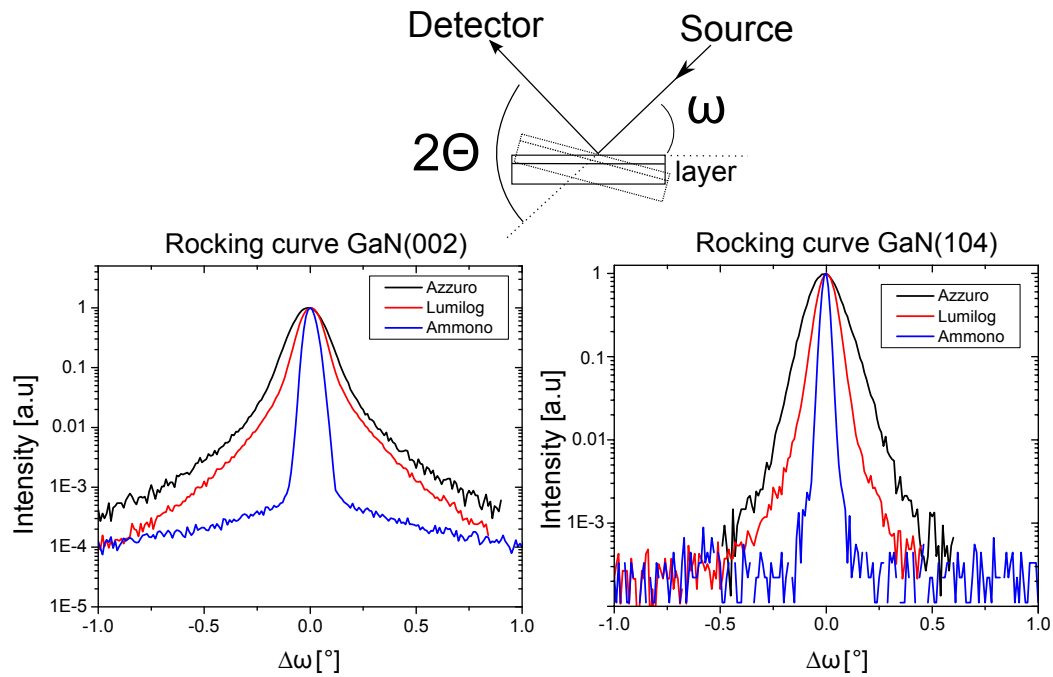 Detector
Source
ω
2Θ
layer
Rocking curve GaN(002)
Azzuro
Lumilog
Ammono
1
0.1
0.01
1E-3
1E-4
1E-5
Intensity [a.u]
-1.0 -0.5 0.0 0.5 1.0
Δω [°]
Rocking curve GaN(104)
Azzuro
Lumilog
Ammono
1
0.1
0.01
1E-3
Intensity [a.u]
-1.0 -0.5 0.0 0.5 1.0
Δω [°]